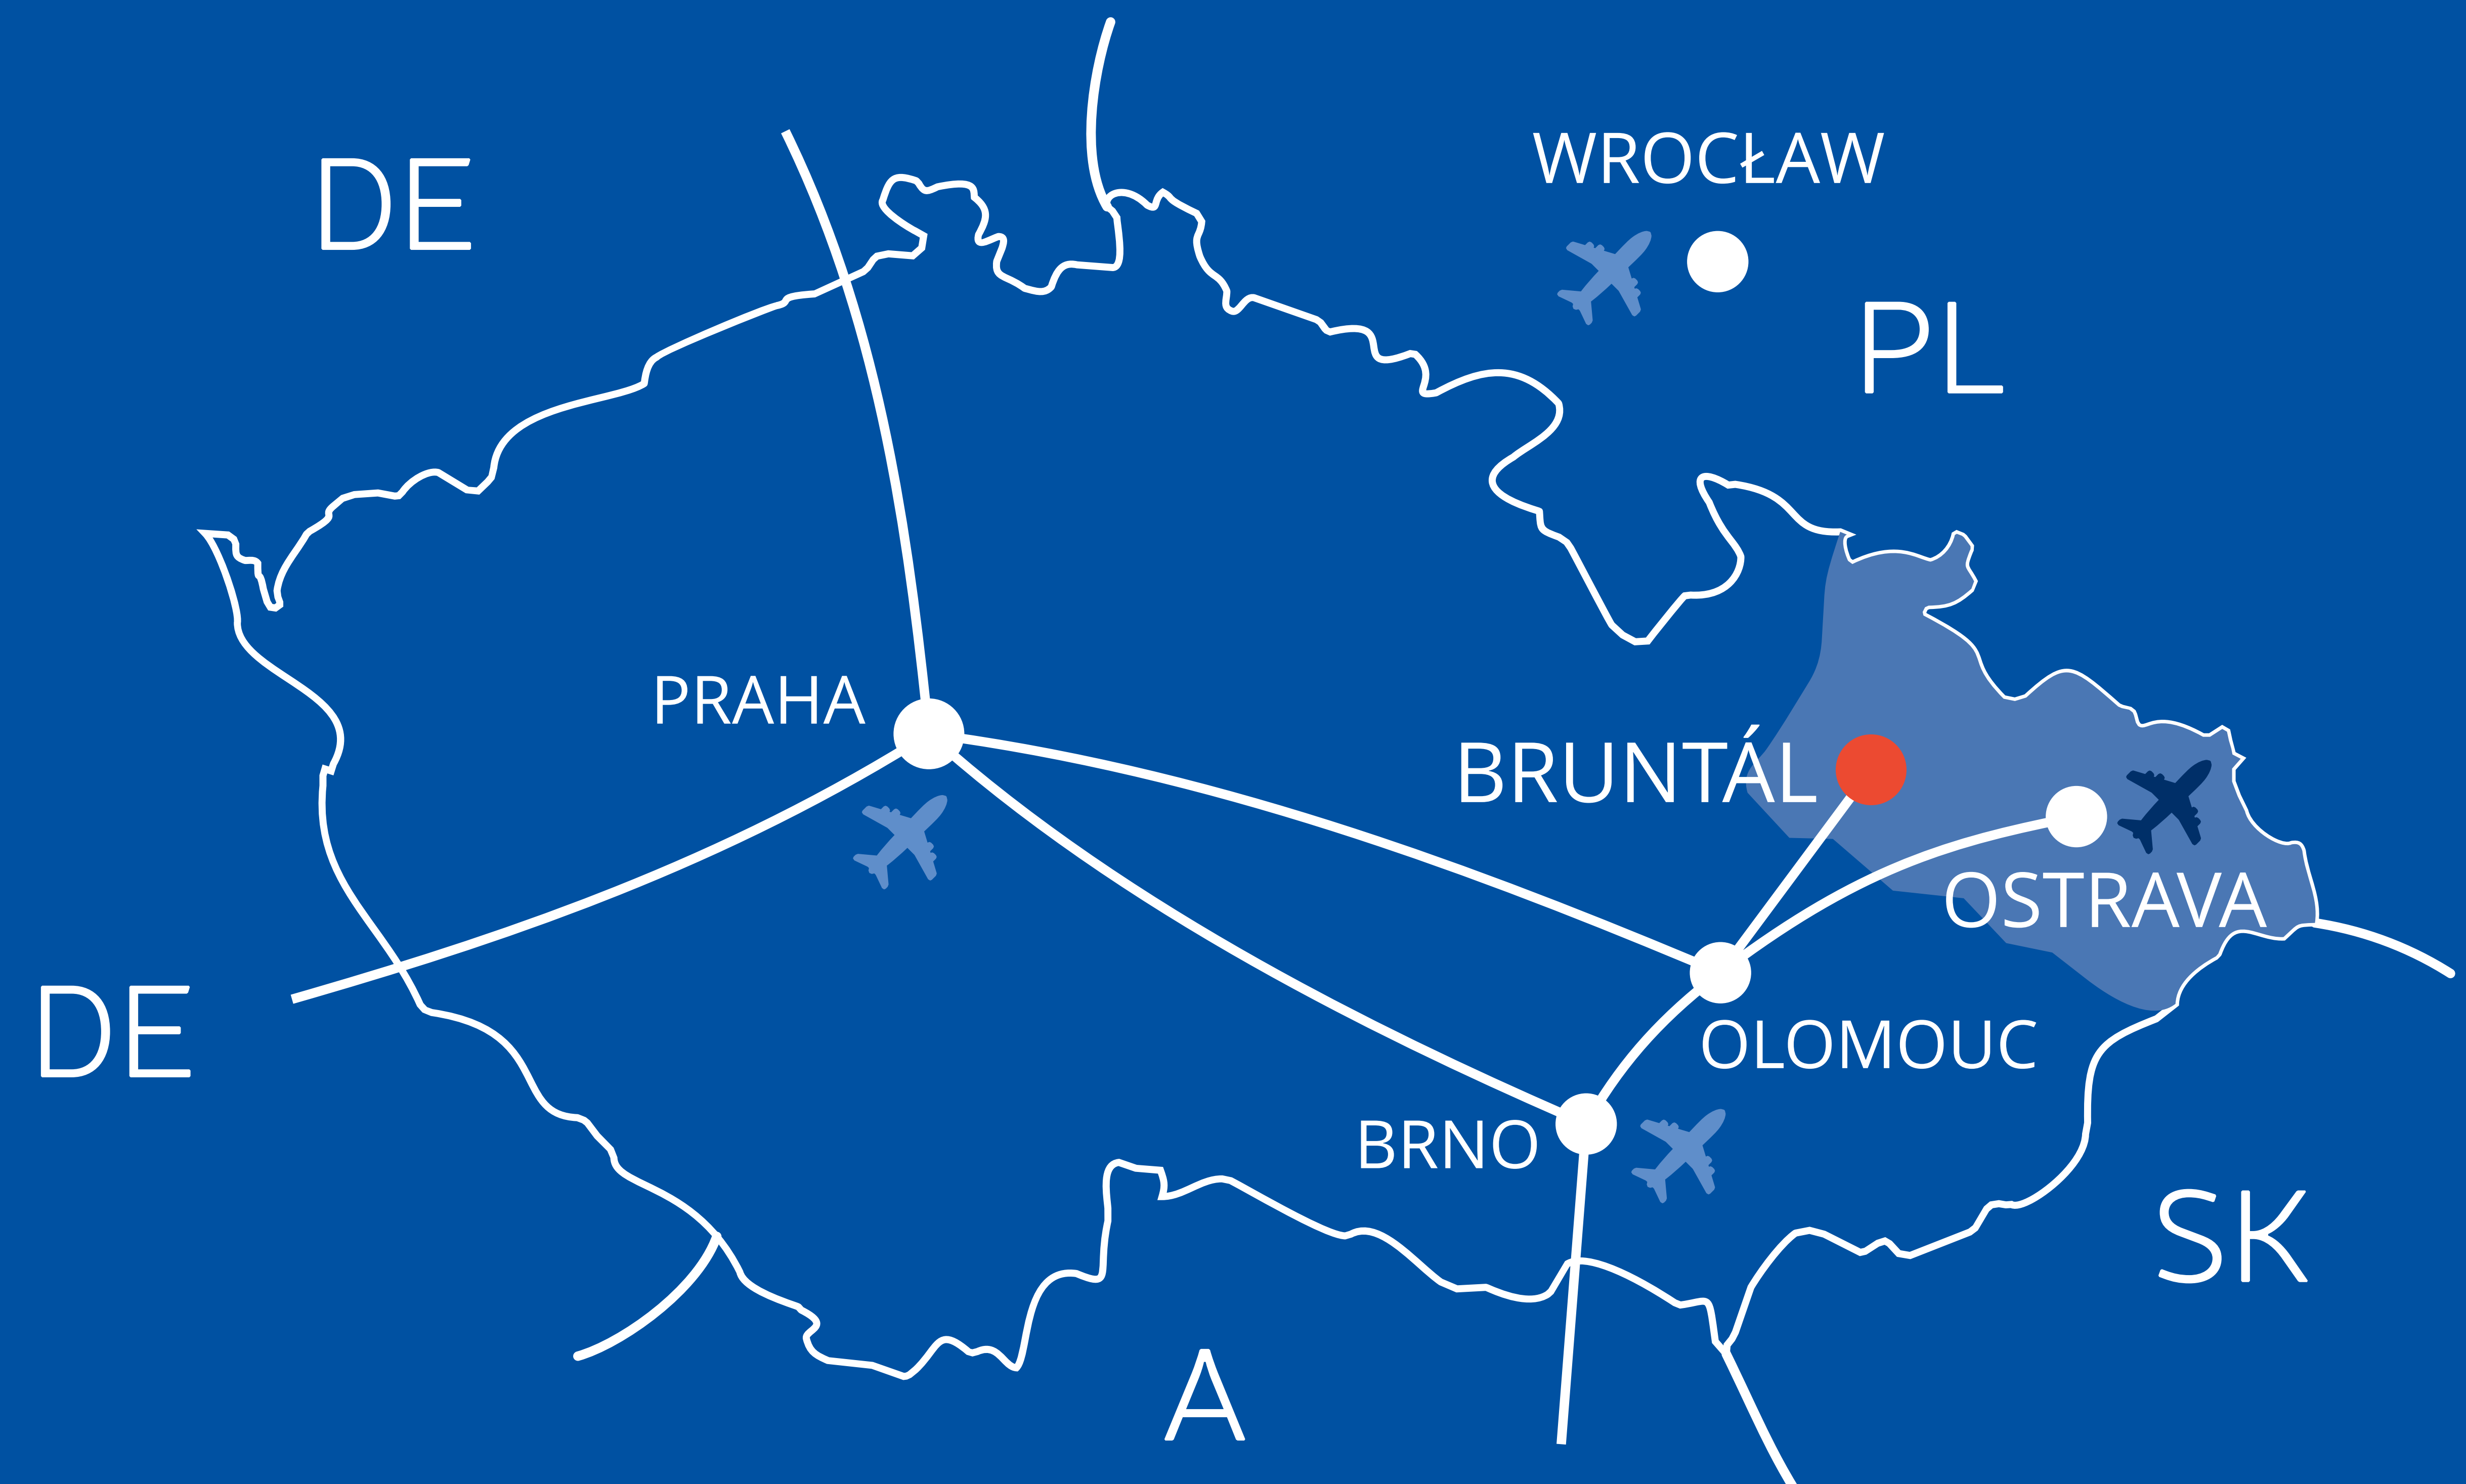 WROCŁAW
DE
PL
PRAHA
BRUNTÁL
OSTRAVA
DE
OLOMOUC
BRNO
SK
A